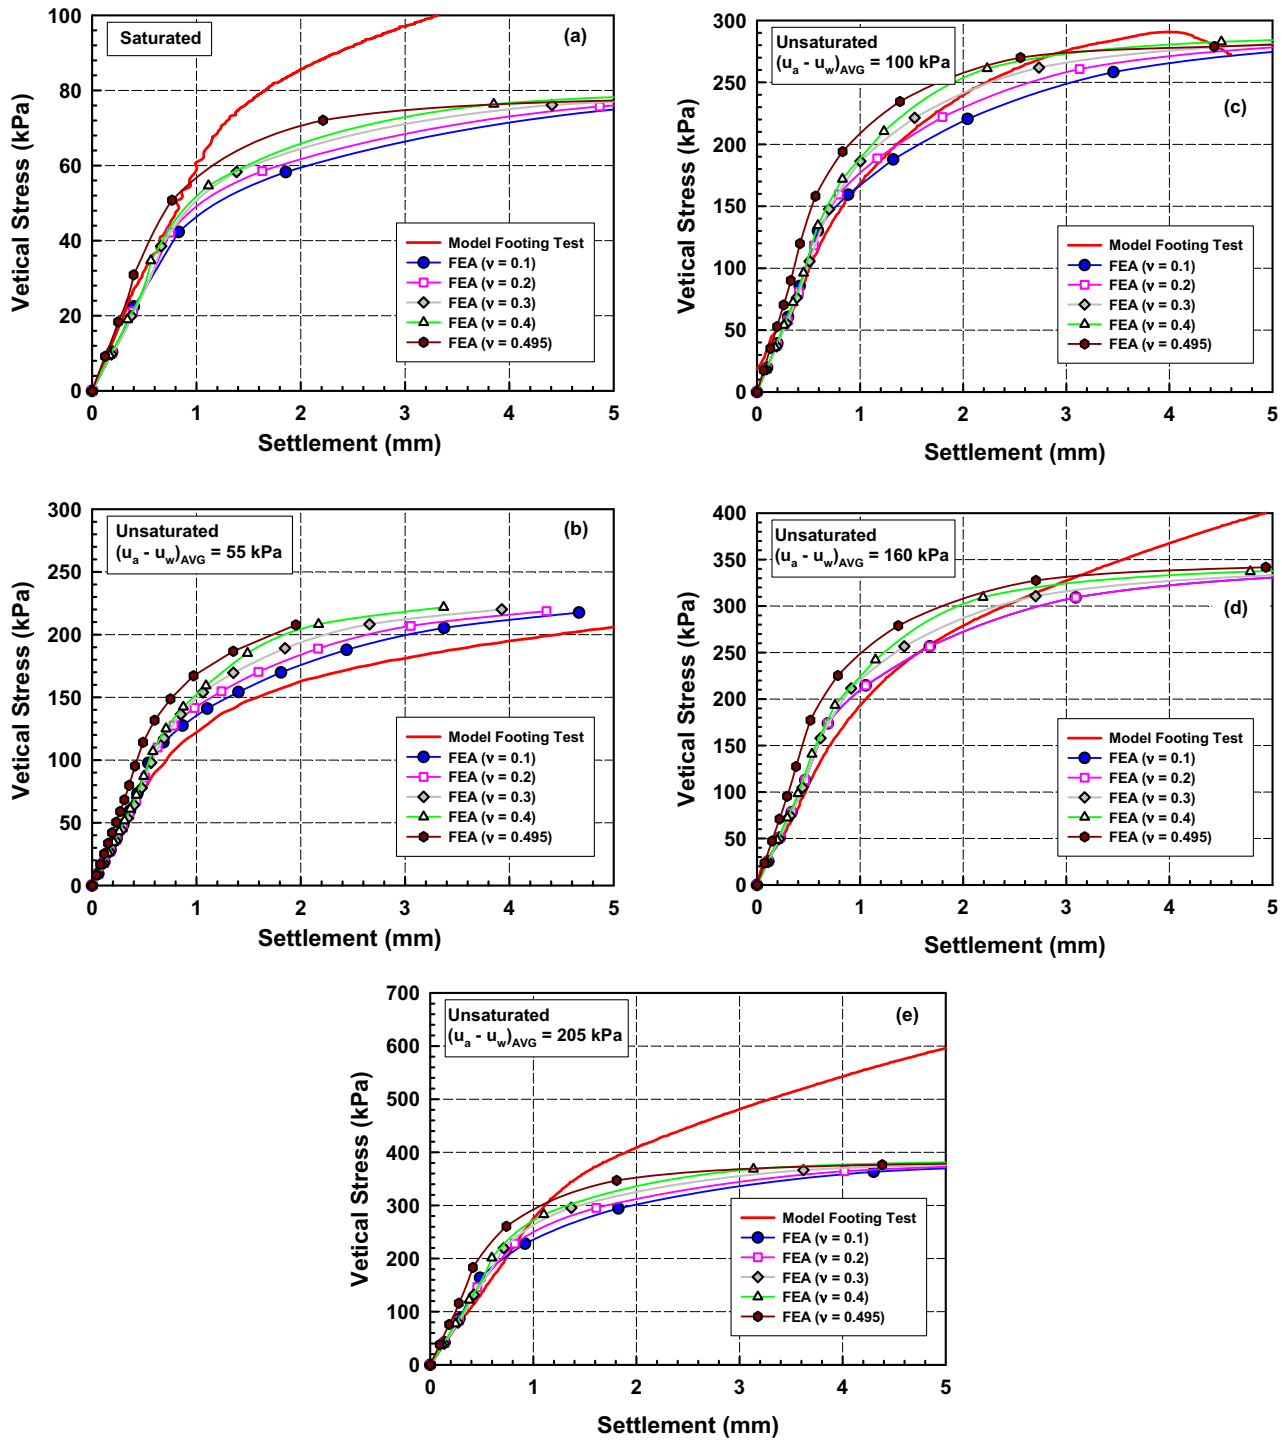 (a)
Saturated
Vetical Stress (kPa)
100
80
60
40
20
0
0 1 2 3 4 5
Settlement (mm)
Model Footing Test
FEA (ν = 0.1)
FEA (ν = 0.2)
FEA (ν = 0.3)
FEA (ν = 0.4)
FEA (ν = 0.495)
(c)
Unsaturated
(ua - uw)AVG = 100 kPa
Vertical Stress (kPa)
300
250
200
150
100
50
0
0 1 2 3 4 5
Settlement (mm)
Model Footing Test
FEA (ν = 0.1)
FEA (ν = 0.2)
FEA (ν = 0.3)
FEA (ν = 0.4)
FEA (ν = 0.495)
(b)
Unsaturated
(ua - uw)AVG = 55 kPa
Vertical Stress (kPa)
300
250
200
150
100
50
0
0 1 2 3 4 5
Settlement (mm)
Model Footing Test
FEA (ν = 0.1)
FEA (ν = 0.2)
FEA (ν = 0.3)
FEA (ν = 0.4)
FEA (ν = 0.495)
(d)
Unsaturated
(ua - uw)AVG = 160 kPa
Vertical Stress (kPa)
400
350
300
250
200
150
100
50
0
0 1 2 3 4 5
Settlement (mm)
Model Footing Test
FEA (ν = 0.1)
FEA (ν = 0.2)
FEA (ν = 0.3)
FEA (ν = 0.4)
FEA (ν = 0.495)
(e)
Unsaturated
(ua - uw)AVG = 205 kPa
Vertical Stress (kPa)
700
600
500
400
300
200
100
0
0 1 2 3 4 5
Settlement (mm)
Model Footing Test
FEA (ν = 0.1)
FEA (ν = 0.2)
FEA (ν = 0.3)
FEA (ν = 0.4)
FEA (ν = 0.495)